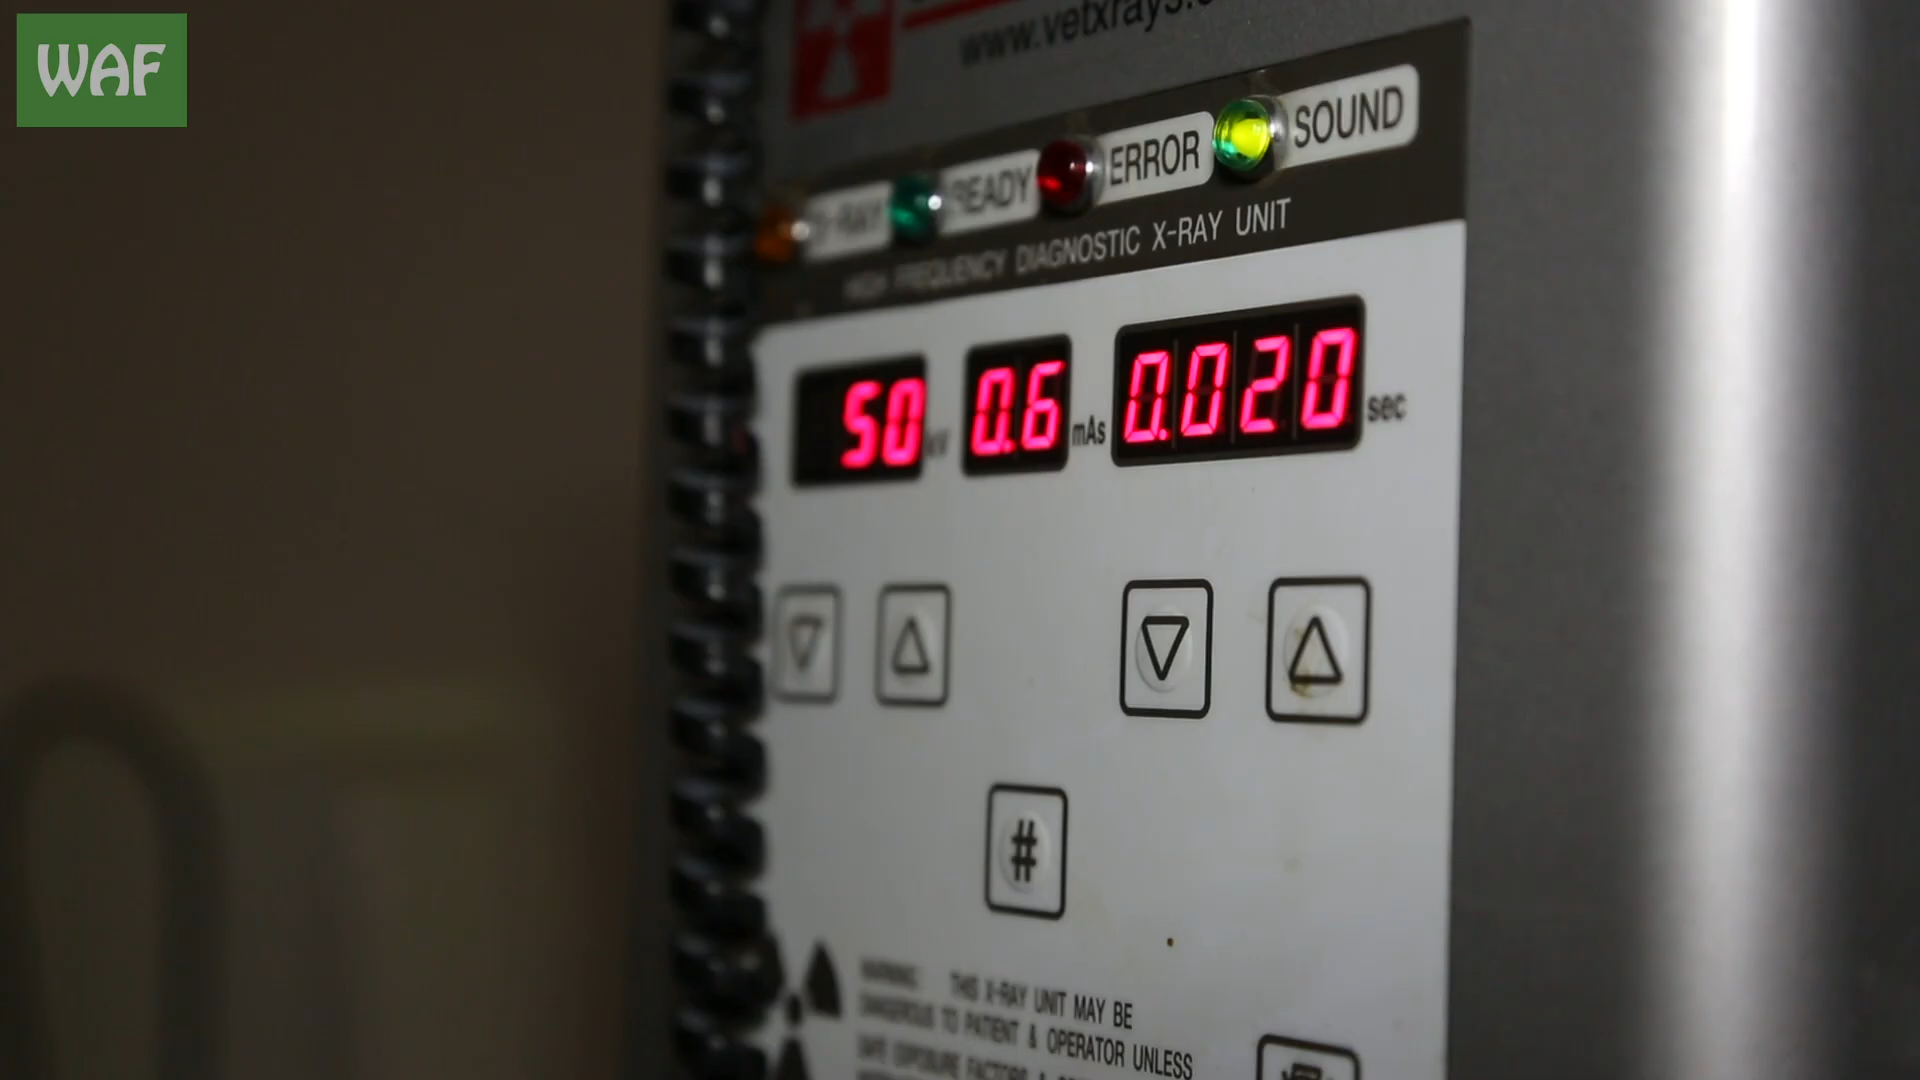 WAF
www.vetxrays.
X-RAY READY ERROR SOUND
HIGH FREQUENCY DIAGNOSTIC X-RAY UNIT
50 kV 0.6 mAs 0.020 sec
#
WARNING: THIS X-RAY UNIT MAY BE
DANGEROUS TO PATIENT & OPERATOR UNLESS
SAFE EXPOSURE FACTORS